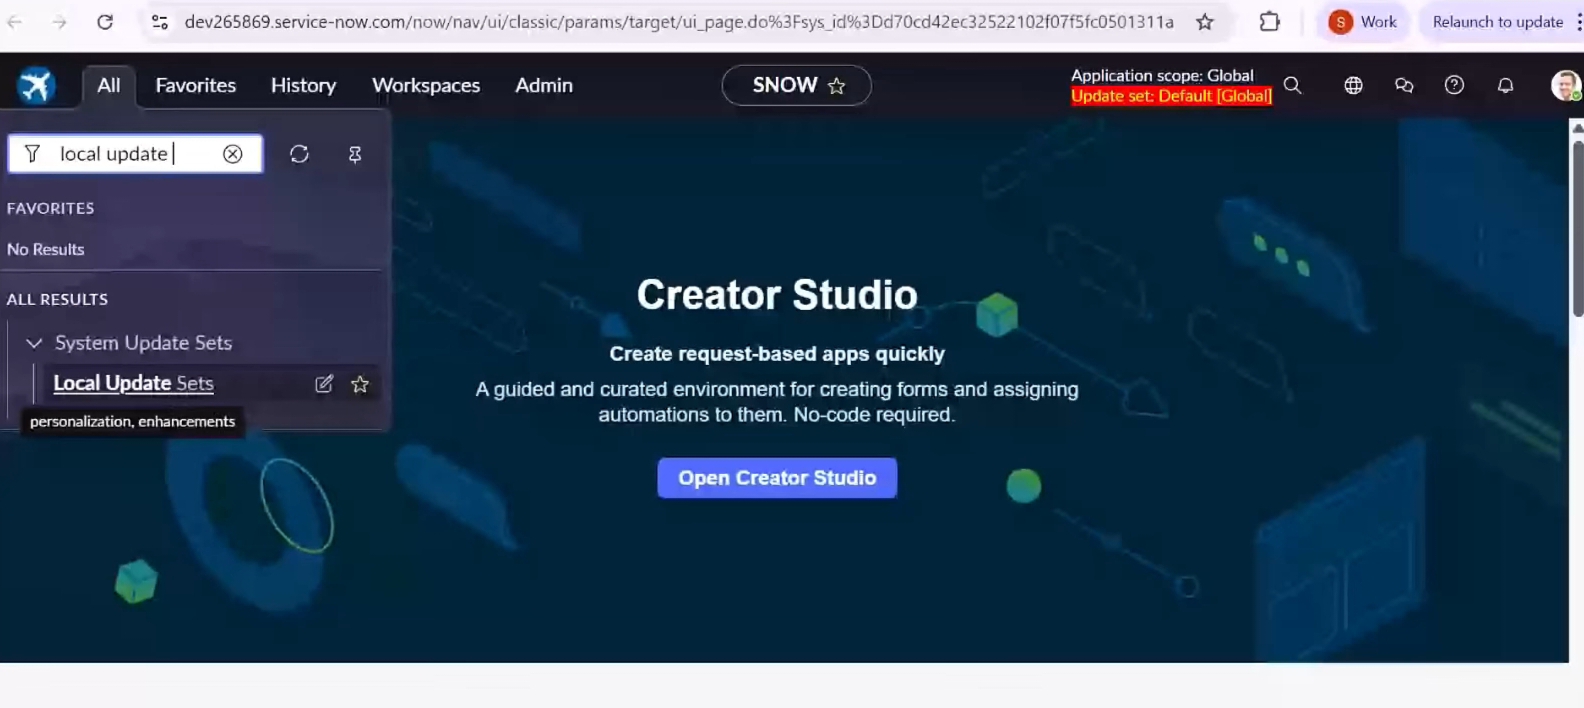 dev265869.service-now.com/now/nav/ui/classic/params/target/ui_page.do%3Fsys_id%3Dd70cd42ec32522102f07f5fc0501311a
S Work
Relaunch to update
All Favorites History Workspaces Admin
SNOW
Application scope: Global
Update set: Default [Global]
local update
FAVORITES
No Results
ALL RESULTS
System Update Sets
Local Update Sets
personalization, enhancements
Creator Studio
Create request-based apps quickly
A guided and curated environment for creating forms and assigning
automations to them. No-code required.
Open Creator Studio